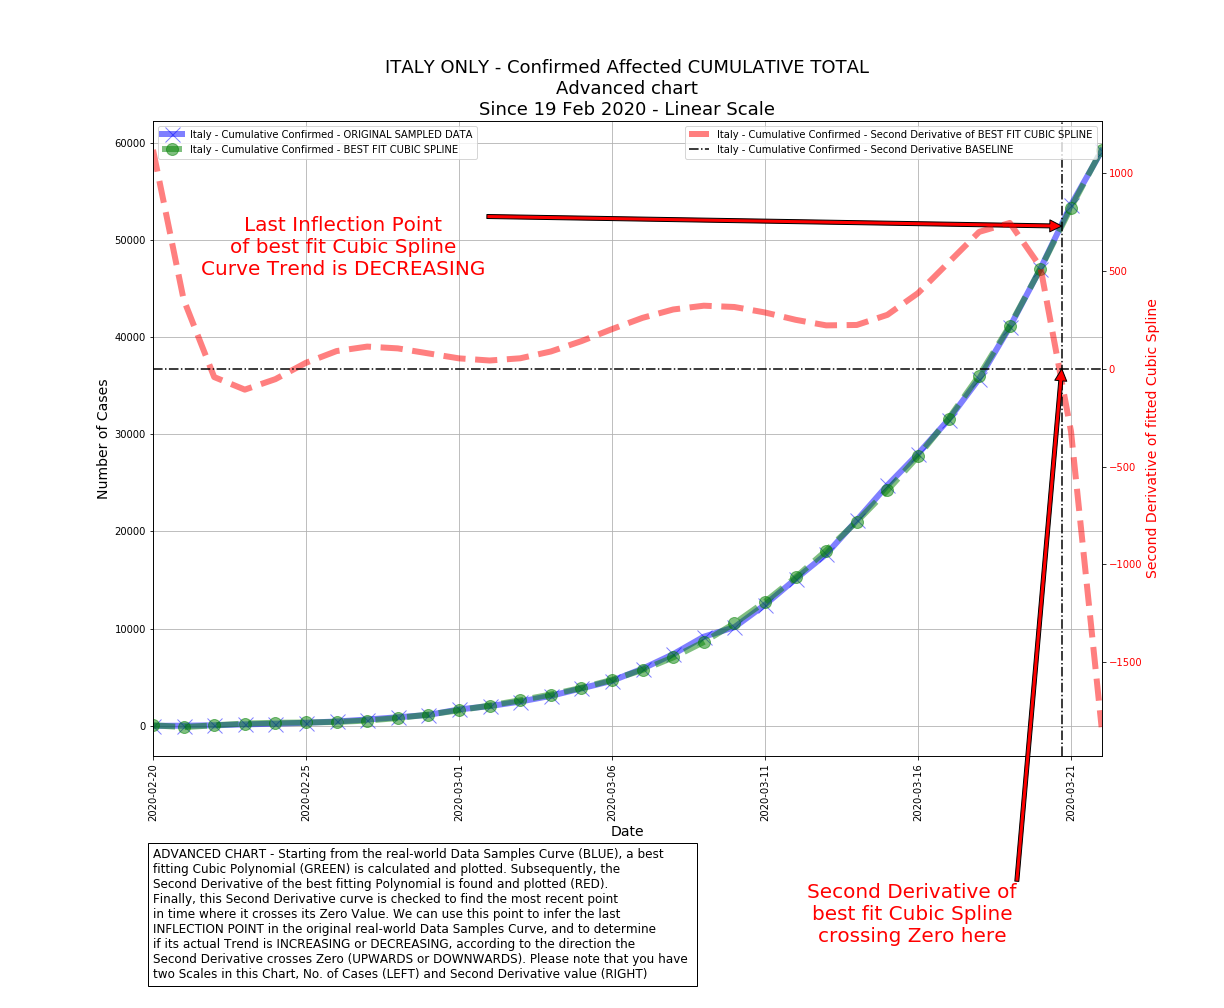 ITALY ONLY - Confirmed Affected CUMULATIVE TOTAL
Advanced chart
Since 19 Feb 2020 - Linear Scale
Italy - Cumulative Confirmed - ORIGINAL SAMPLED DATA
Italy - Cumulative Confirmed - BEST FIT CUBIC SPLINE
Italy - Cumulative Confirmed - Second Derivative of BEST FIT CUBIC SPLINE
Italy - Cumulative Confirmed - Second Derivative BASELINE
Last Inflection Point
of best fit Cubic Spline
Curve Trend is DECREASING
Number of Cases
60000
50000
40000
30000
20000
10000
0
1000
500
0
−500
−1000
−1500
Second Derivative of fitted Cubic Spline
2020-02-20
2020-02-25
2020-03-01
2020-03-06
2020-03-11
2020-03-16
2020-03-21
Date
ADVANCED CHART - Starting from the real-world Data Samples Curve (BLUE), a best
fitting Cubic Polynomial (GREEN) is calculated and plotted. Subsequently, the
Second Derivative of the best fitting Polynomial is found and plotted (RED).
Finally, this Second Derivative curve is checked to find the most recent point
in time where it crosses its Zero Value. We can use this point to infer the last
INFLECTION POINT in the original real-world Data Samples Curve, and to determine
if its actual Trend is INCREASING or DECREASING, according to the direction the
Second Derivative crosses Zero (UPWARDS or DOWNWARDS). Please note that you have
two Scales in this Chart, No. of Cases (LEFT) and Second Derivative value (RIGHT)
Second Derivative of
best fit Cubic Spline
crossing Zero here